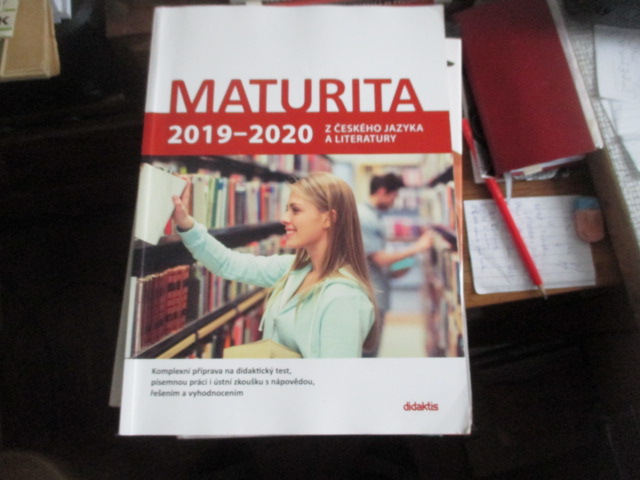 MATURITA
2019–2020
Z ČESKÉHO JAZYKA
A LITERATURY
Komplexní příprava na didaktický test,
písemnou práci i ústní zkoušku s nápovědou,
řešením a vyhodnocením
didaktis